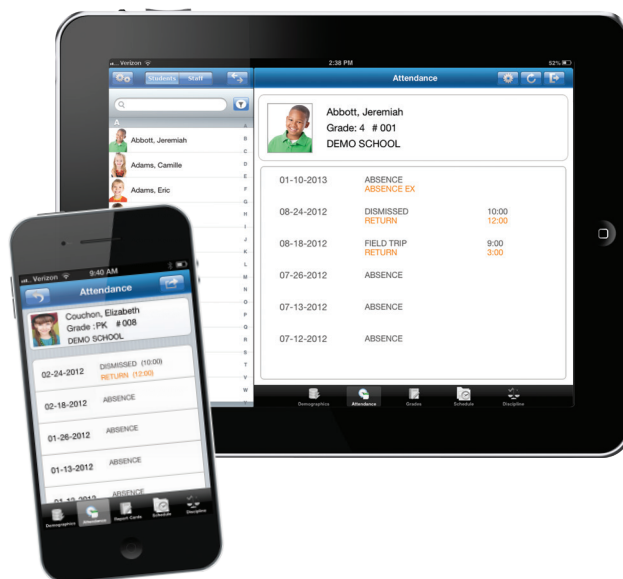 Verizon
2:38 PM
52%
Students Staff
Attendance
A
Abbott, Jeremiah
Adams, Camille
Adams, Eric
A
B
C
D
E
F
G
H
I
J
K
L
M
N
O
P
Q
R
S
T
V
W
Abbott, Jeremiah
Grade: 4 # 001
DEMO SCHOOL
01-10-2013 ABSENCE
ABSENCE EX
08-24-2012 DISMISSED 10:00
RETURN 12:00
08-18-2012 FIELD TRIP 9:00
RETURN 3:00
07-26-2012 ABSENCE
07-13-2012 ABSENCE
07-12-2012 ABSENCE
Demographics Attendance Grades Schedule Discipline
Verizon 9:40 AM
Attendance
Couchon, Elizabeth
Grade :PK # 008
DEMO SCHOOL
02-24-2012 DISMISSED (10:00)
RETURN (12:00)
02-18-2012 ABSENCE
01-26-2012 ABSENCE
01-13-2012 ABSENCE
01-12-2012 ABSENCE
Demographics Attendance Report Cards Schedule Discipline